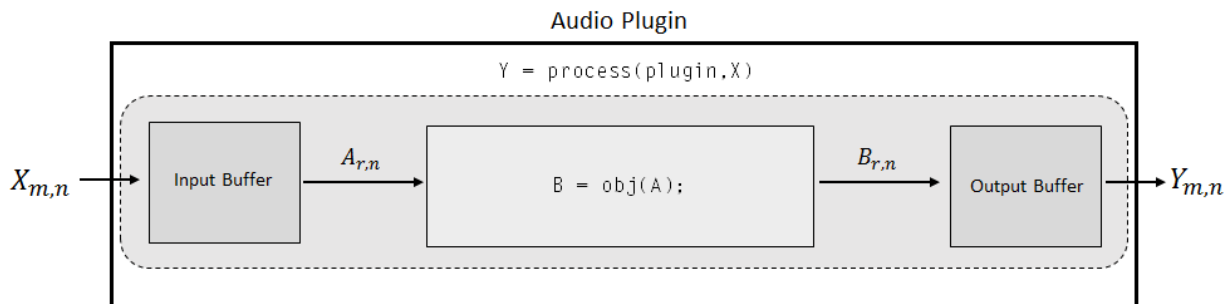 Audio Plugin
Y = process(plugin,X)
X_{m,n}
Input Buffer
A_{r,n}
B = obj(A);
B_{r,n}
Output Buffer
Y_{m,n}